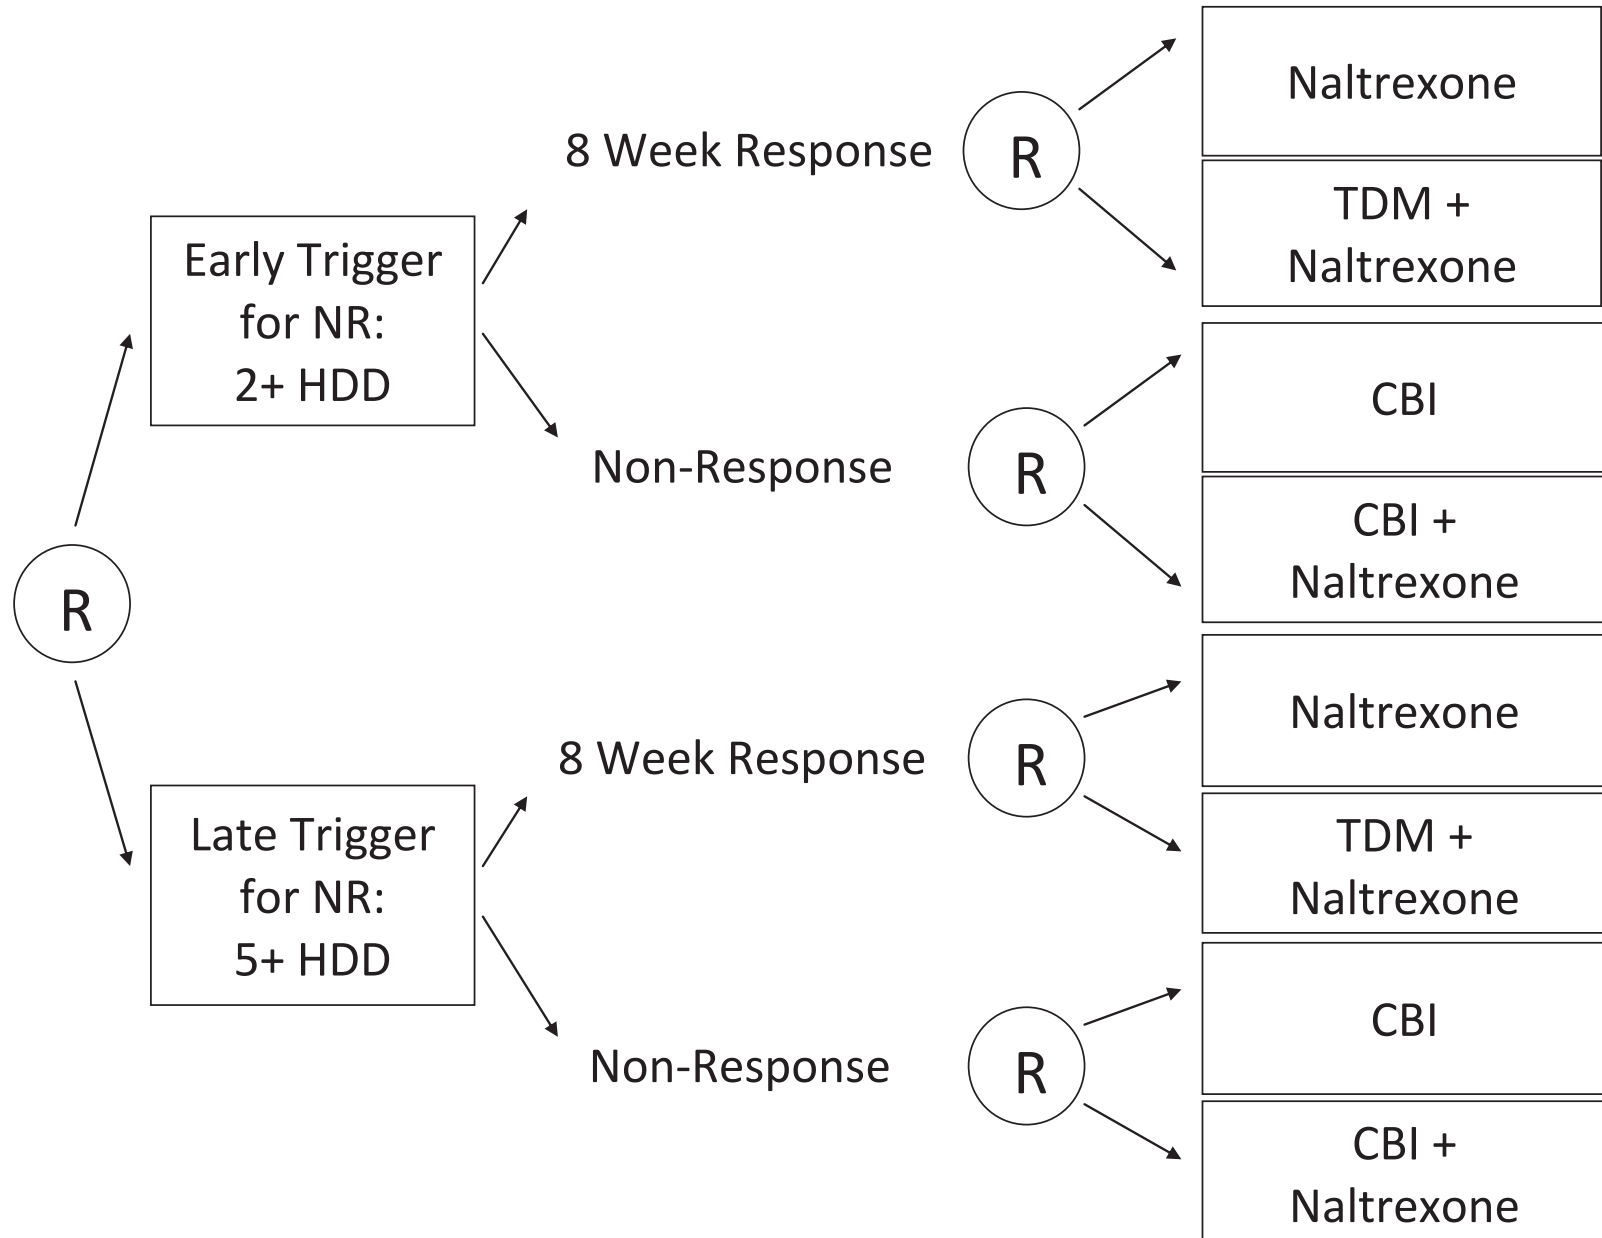 R
Early Trigger
for NR:
2+ HDD
8 Week Response
R
Naltrexone
TDM +
Naltrexone
Non-Response
R
CBI
CBI +
Naltrexone
Late Trigger
for NR:
5+ HDD
8 Week Response
R
Naltrexone
TDM +
Naltrexone
Non-Response
R
CBI
CBI +
Naltrexone